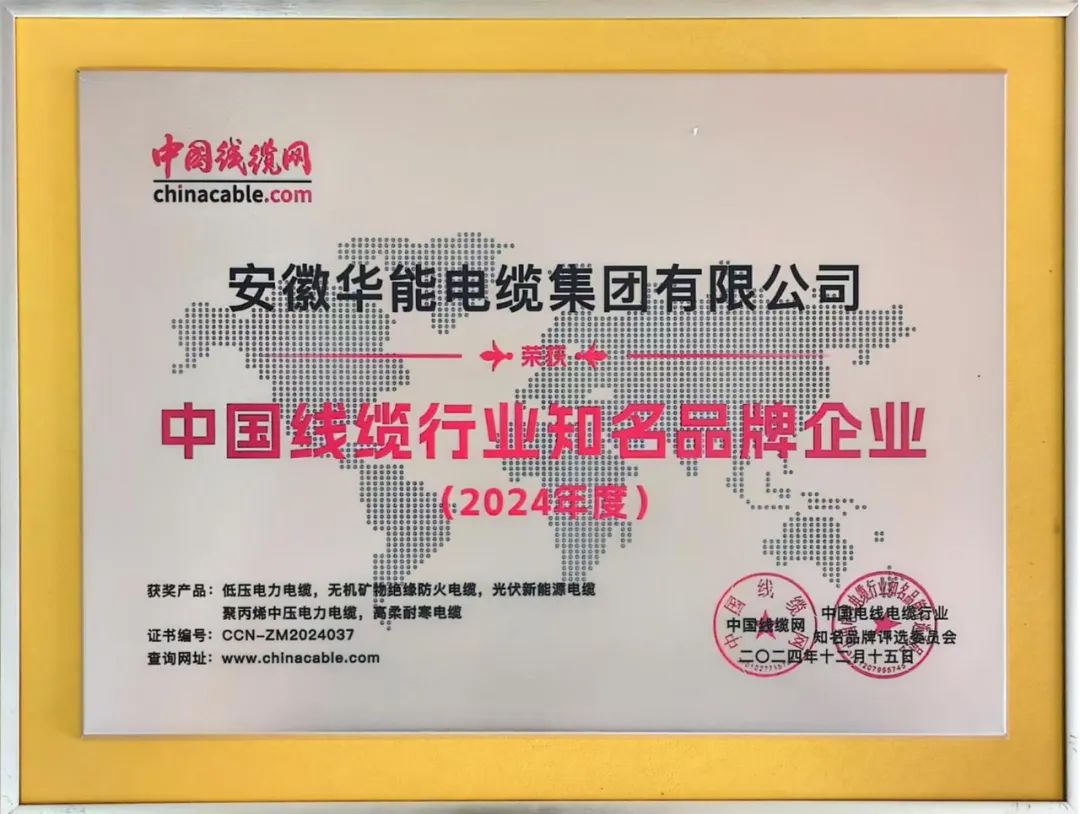 中国线缆网
chinacable.com
安徽华能电缆集团有限公司
荣获
中国线缆行业知名品牌企业
(2024年度)
获奖产品：低压电力电缆，无机矿物绝缘防火电缆，光伏新能源电缆
聚丙烯中压电力电缆，高柔耐寒电缆
证书编号：CCN-ZM2024037
查询网址：www.chinacable.com
中国线缆网
中国电线电缆行业
知名品牌评选委员会
二〇二四年十二月十五日
中国线缆网